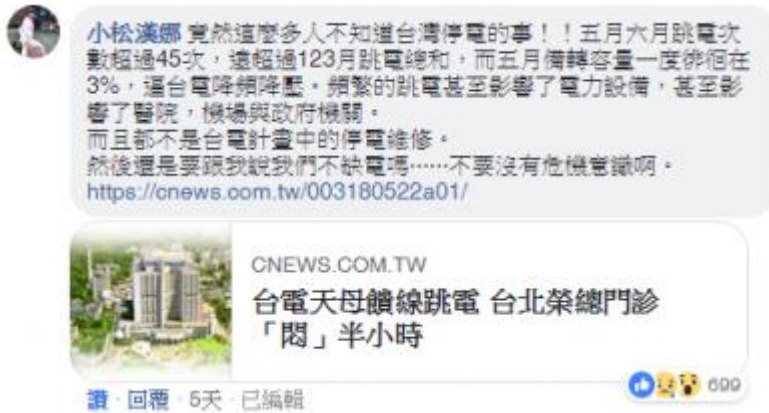 小松漢娜 竟然這麼多人不知道台灣停電的事！！五月六月跳電次
數超過45次，遠超過123月跳電總和，而五月備轉容量一度徘徊在
3%，逼台電降頻降壓。頻繁的跳電甚至影響了電力設備，甚至影
響了醫院，機場與政府機關。
而且都不是台電計畫中的停電維修。
然後還是要跟我說我們不缺電嗎……不要沒有危機意識啊。
https://cnews.com.tw/003180522a01/
CNEWS.COM.TW
台電天母饋線跳電 台北榮總門診
「悶」半小時
699
讚 · 回覆 · 5天 · 已編輯